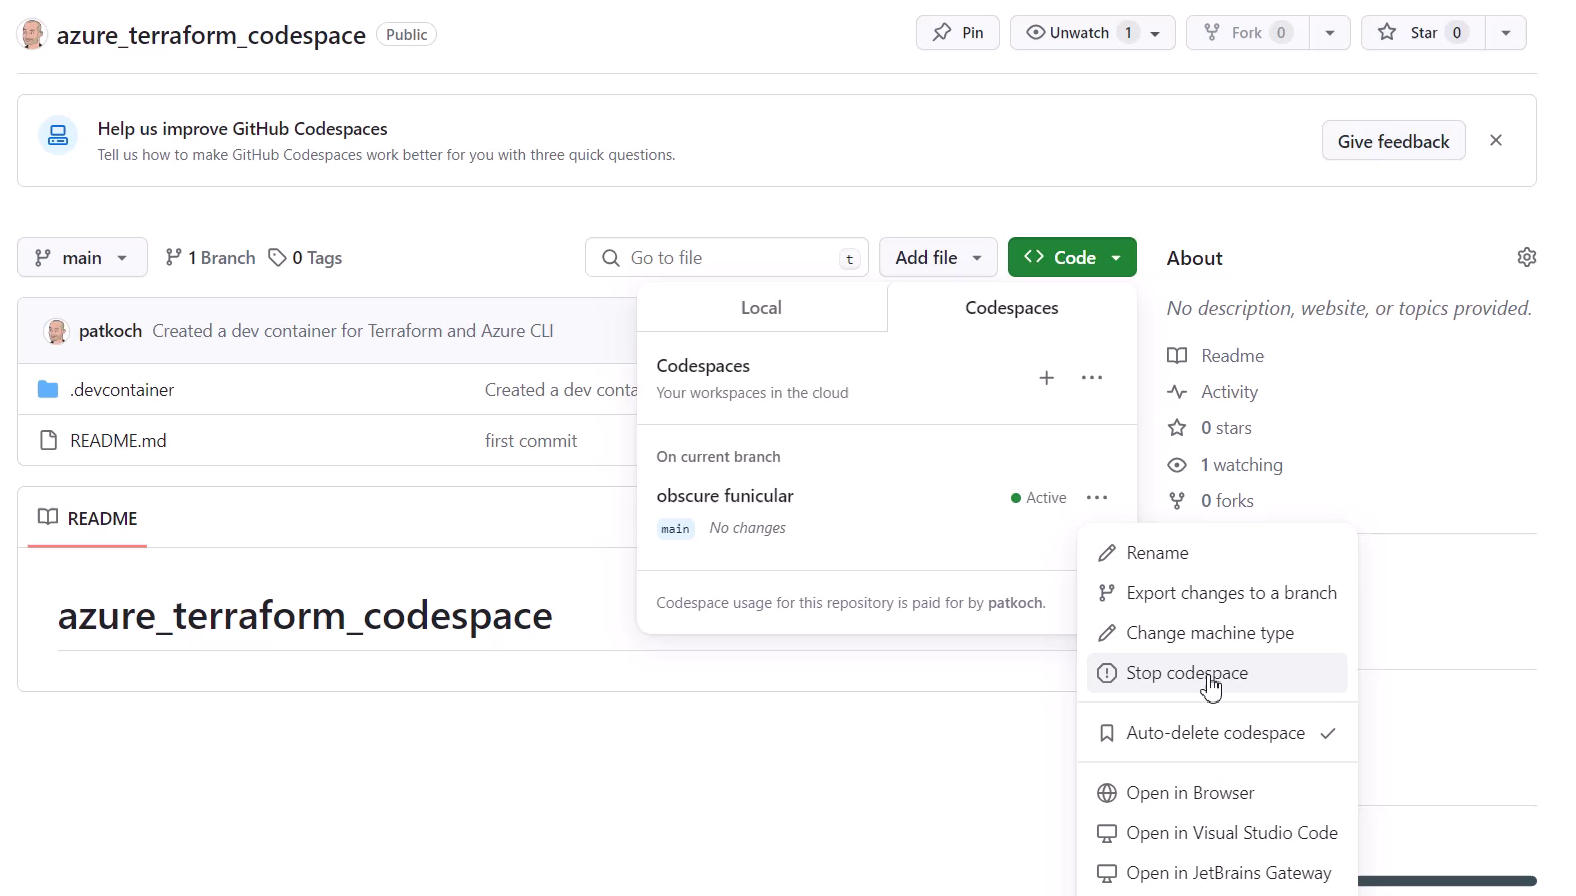 azure_terraform_codespace Public
Pin Unwatch 1 Fork 0 Star 0
Help us improve GitHub Codespaces
Tell us how to make GitHub Codespaces work better for you with three quick questions.
Give feedback
main 1 Branch 0 Tags
Go to file t
Add file
Code
About
No description, website, or topics provided.
patkoch Created a dev container for Terraform and Azure CLI
.devcontainer Created a dev conta
README.md first commit
README
azure_terraform_codespace
Local Codespaces
Codespaces
Your workspaces in the cloud
On current branch
obscure funicular Active
main No changes
Codespace usage for this repository is paid for by patkoch.
Readme
Activity
0 stars
1 watching
0 forks
Rename
Export changes to a branch
Change machine type
Stop codespace
Auto-delete codespace
Open in Browser
Open in Visual Studio Code
Open in JetBrains Gateway